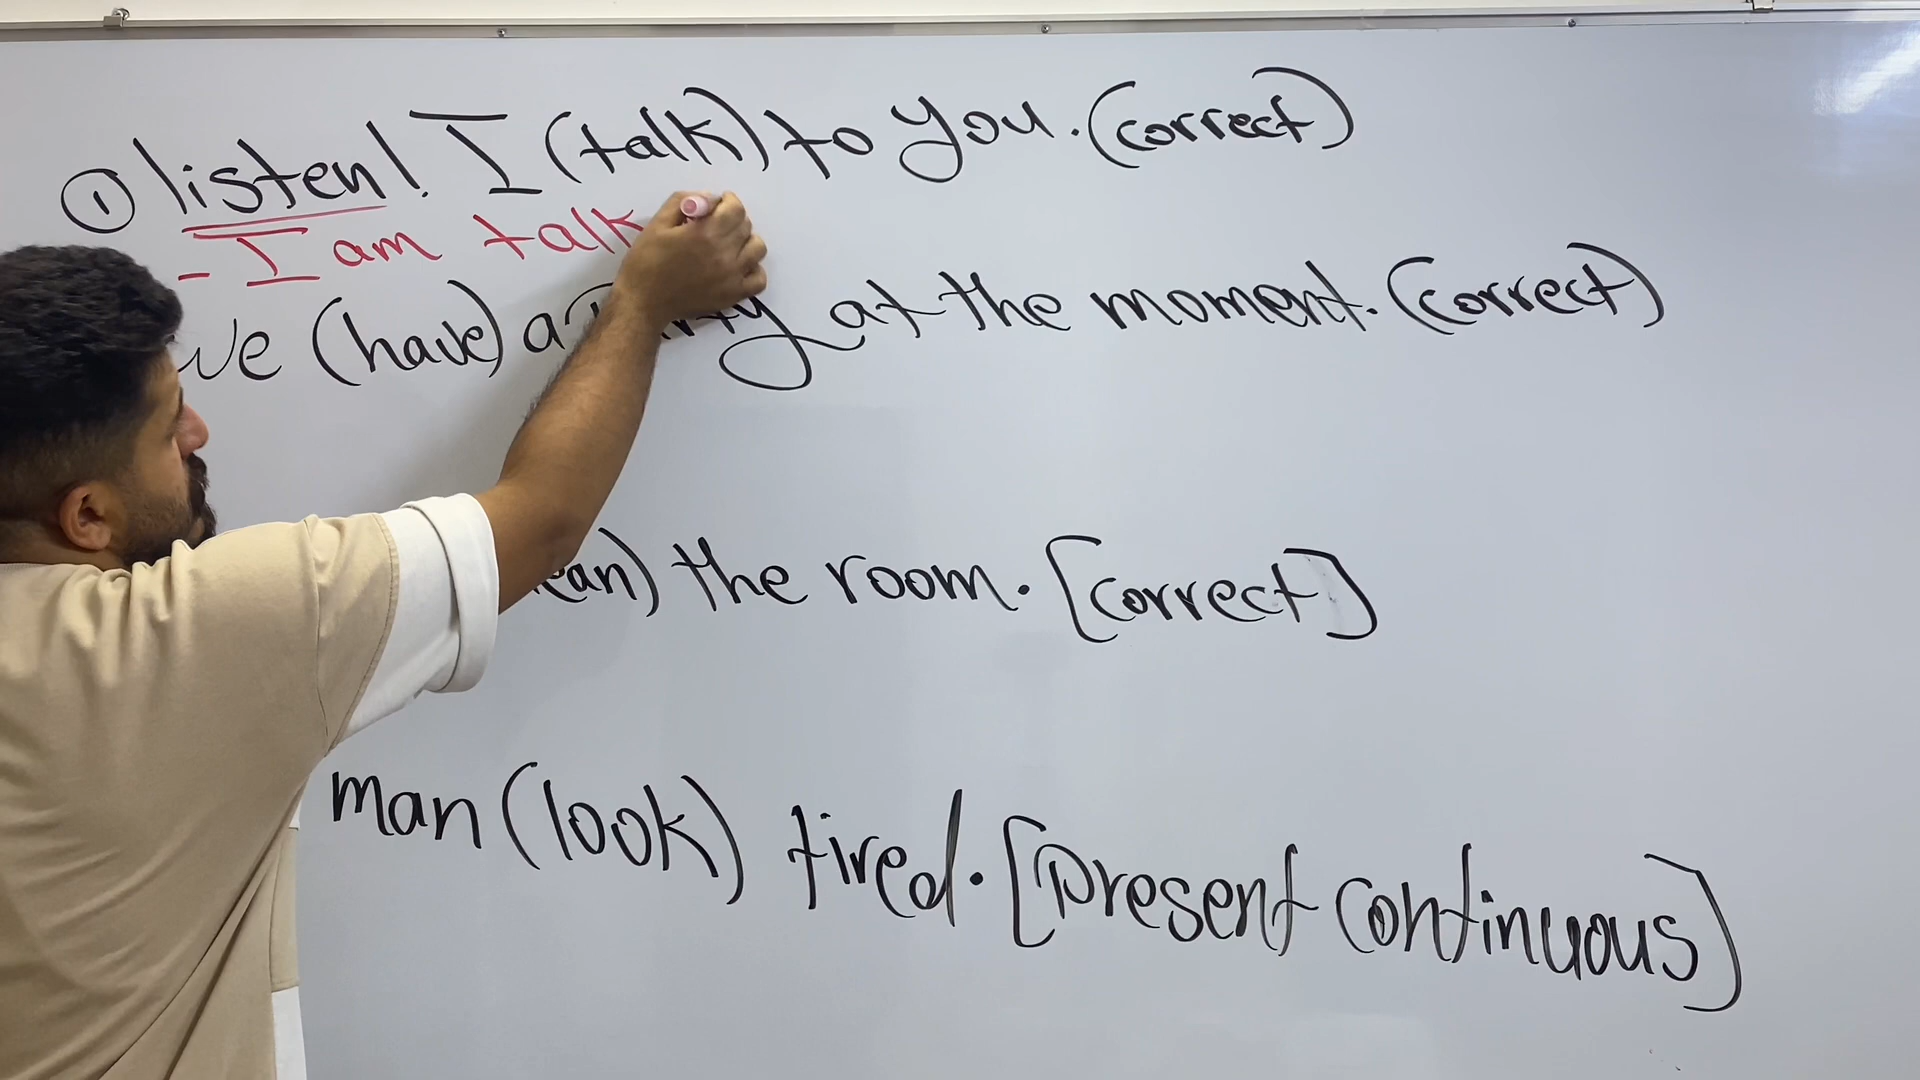 ① listen! I (talk) to you. (correct)
- I am talk
we (have) a party at the moment. (correct)
the room. [correct]
man (look) tired. [present continuous]